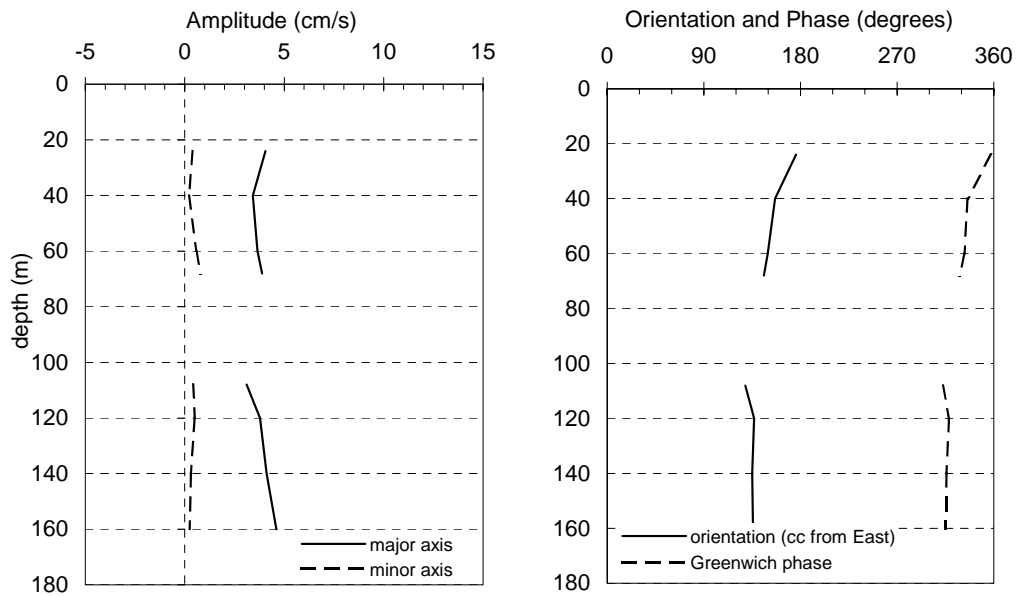 Amplitude (cm/s)
-5 0 5 10 15
0
20
40
60
80
100
120
140
160
180
depth (m)
major axis
minor axis
Orientation and Phase (degrees)
0 90 180 270 360
0
20
40
60
80
100
120
140
160
180
orientation (cc from East)
Greenwich phase